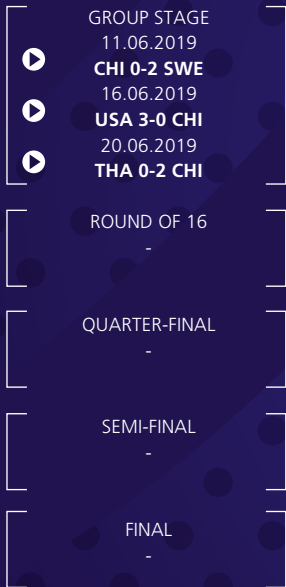 GROUP STAGE
11.06.2019
CHI 0-2 SWE
16.06.2019
USA 3-0 CHI
20.06.2019
THA 0-2 CHI
ROUND OF 16
-
QUARTER-FINAL
-
SEMI-FINAL
-
FINAL
-